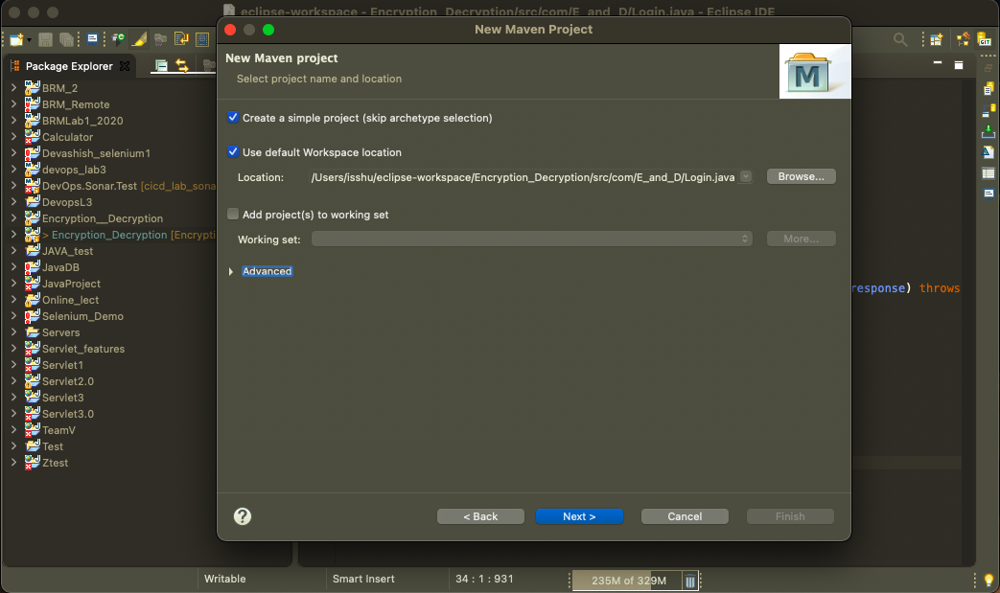 eclipse-workspace - Encryption_Decryption/src/com/E_and_D/Login.java - Eclipse IDE
New Maven Project
Package Explorer
BRM_2
BRM_Remote
BRMLab1_2020
Calculator
Devashish_selenium1
devops_lab3
DevOps.Sonar.Test [cicd_lab_sona
DevopsL3
Encryption__Decryption
> Encryption_Decryption [Encrypti
JAVA_test
JavaDB
JavaProject
Online_lect
Selenium_Demo
Servers
Servlet_features
Servlet1
Servlet2.0
Servlet3
Servlet3.0
TeamV
Test
Ztest
New Maven project
Select project name and location
M
Create a simple project (skip archetype selection)
Use default Workspace location
Location: /Users/isshu/eclipse-workspace/Encryption_Decryption/src/com/E_and_D/Login.java Browse...
Add project(s) to working set
Working set: More...
Advanced
response) throws
? < Back Next > Cancel Finish
Writable Smart Insert 34 : 1 : 931 235M of 329M
GIT